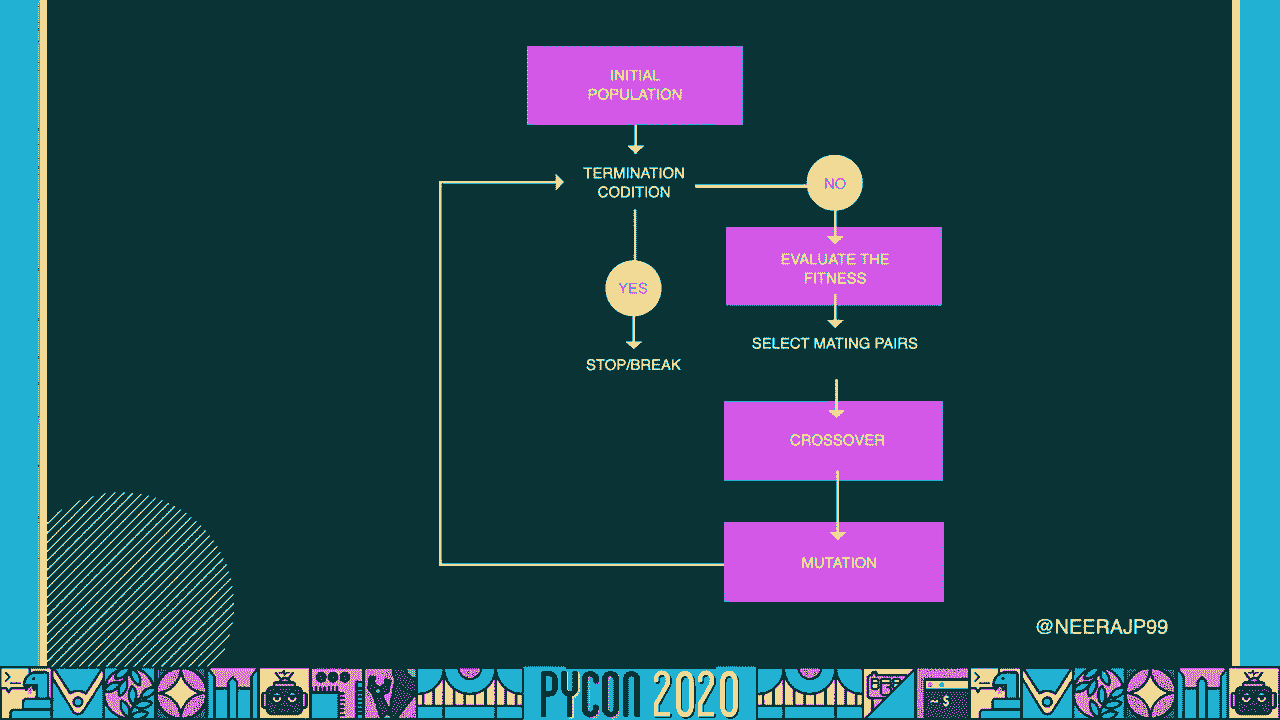 INITIAL
POPULATION
TERMINATION
CODITION
NO
EVALUATE THE
FITNESS
YES
SELECT MATING PAIRS
STOP/BREAK
CROSSOVER
MUTATION
@NEERAJP99
PYCON 2020
~ $